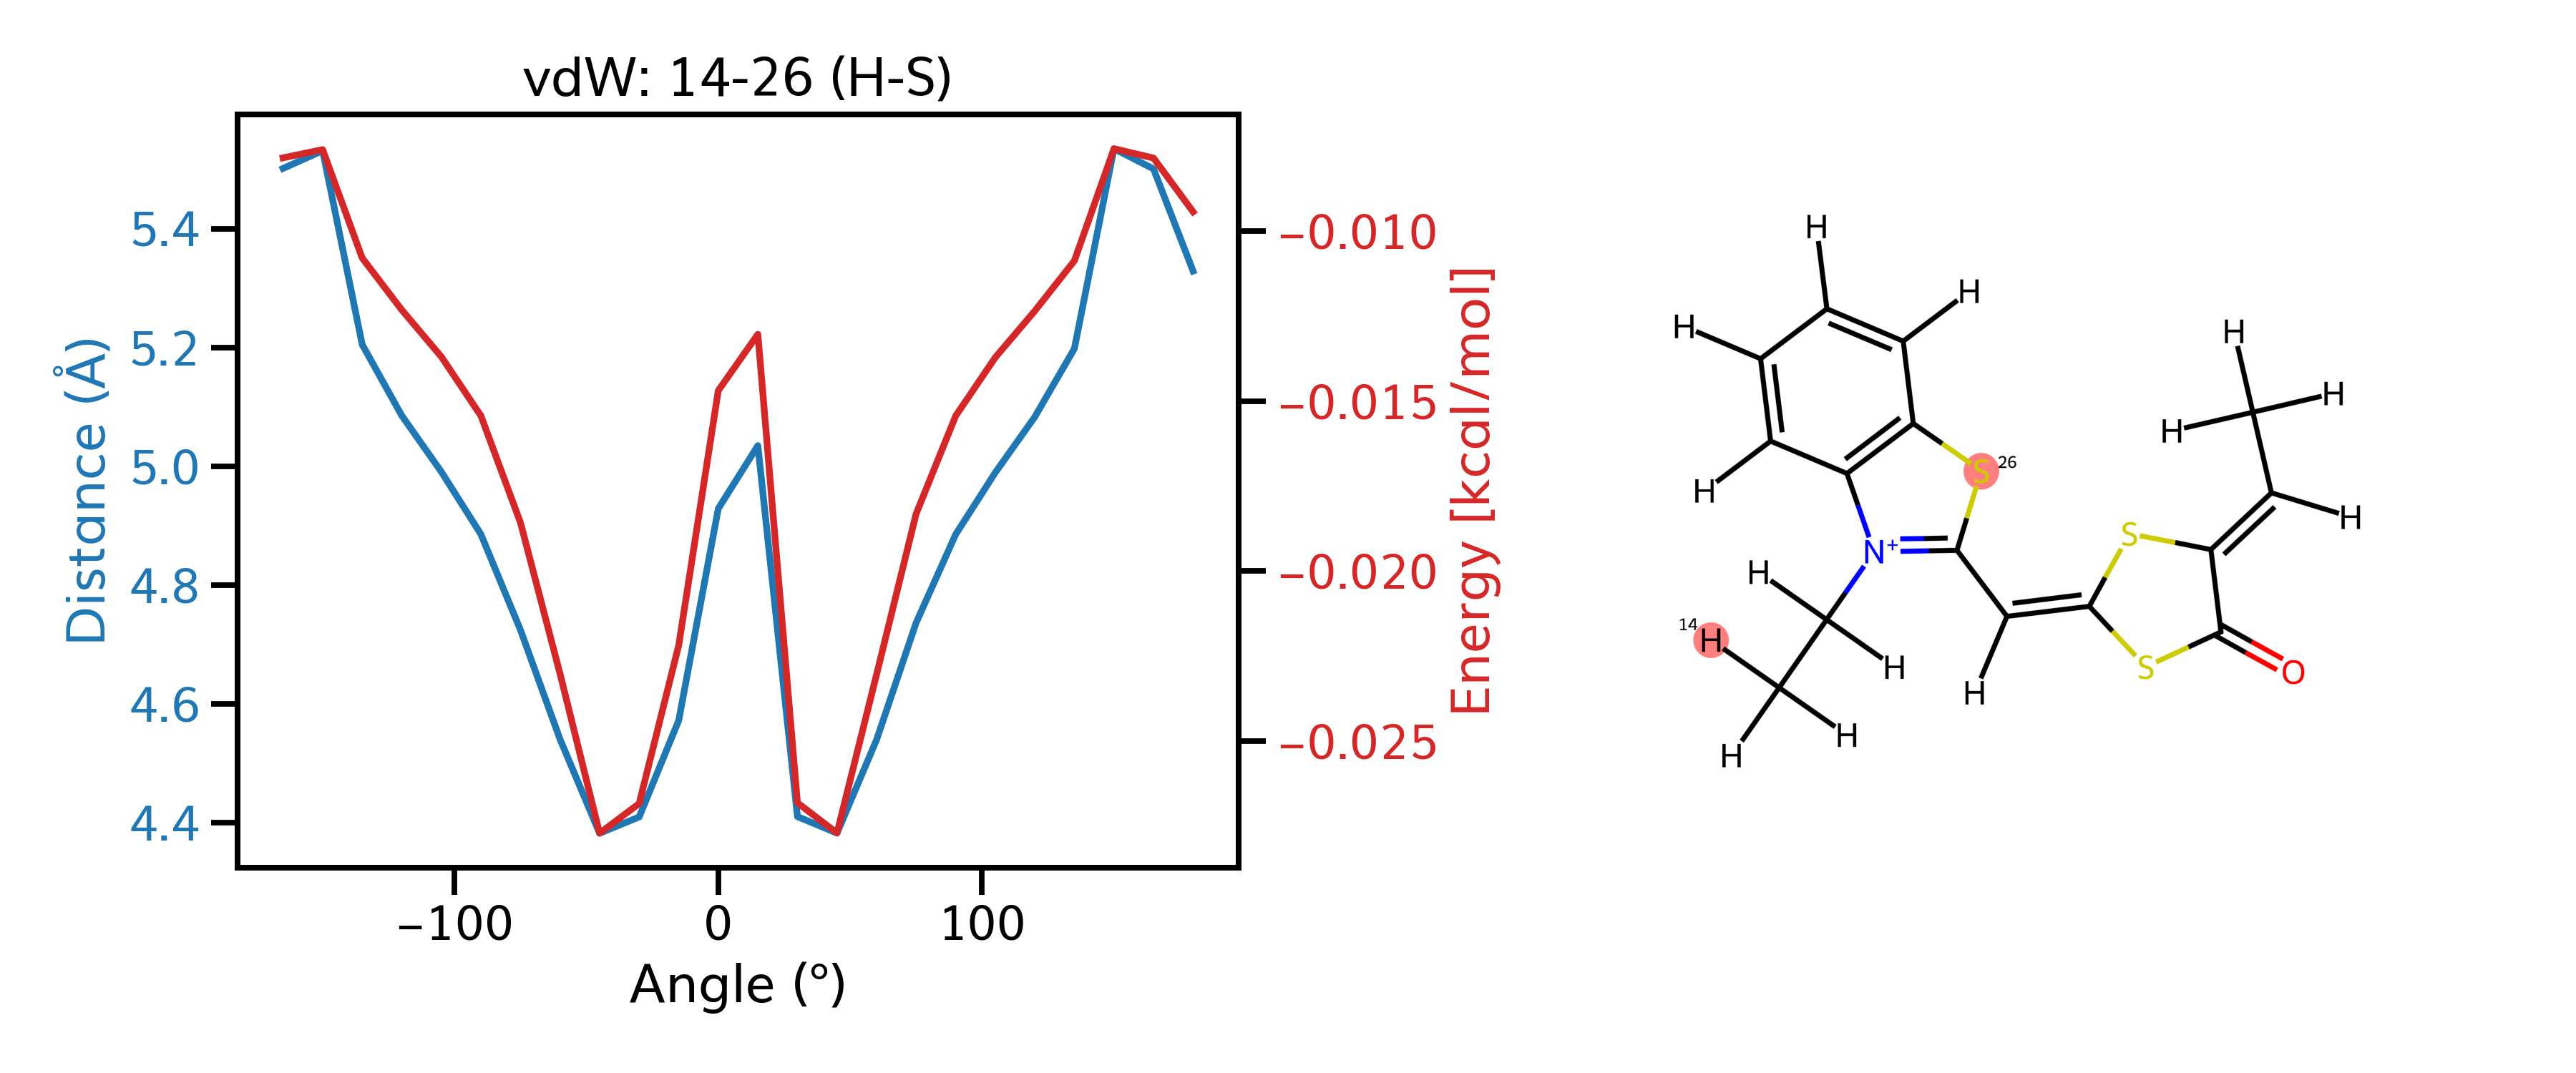 vdW: 14-26 (H-S)
5.4
5.2
5.0
4.8
4.6
4.4
Distance (Å)
−100
0
100
Angle (°)
−0.010
−0.015
−0.020
−0.025
Energy [kcal/mol]
H
H
H
H
H
H
H
S 26
H
H
S
N+
H
14 H
H
H
S
O
H
H